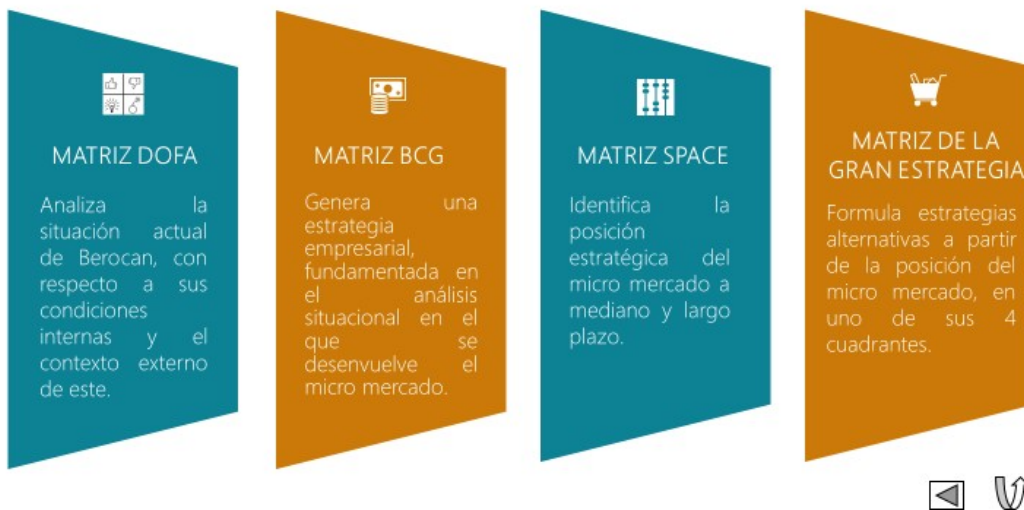 MATRIZ DOFA
Analiza la
situación actual
de Berocan, con
respecto a sus
condiciones
internas y el
contexto externo
de este.
MATRIZ BCG
Genera una
estrategia
empresarial,
fundamentada en
el análisis
situacional en el
que se
desenvuelve el
micro mercado.
MATRIZ SPACE
Identifica la
posición
estratégica del
micro mercado a
mediano y largo
plazo.
MATRIZ DE LA
GRAN ESTRATEGIA
Formula estrategias
alternativas a partir
de la posición del
micro mercado, en
uno de sus 4
cuadrantes.